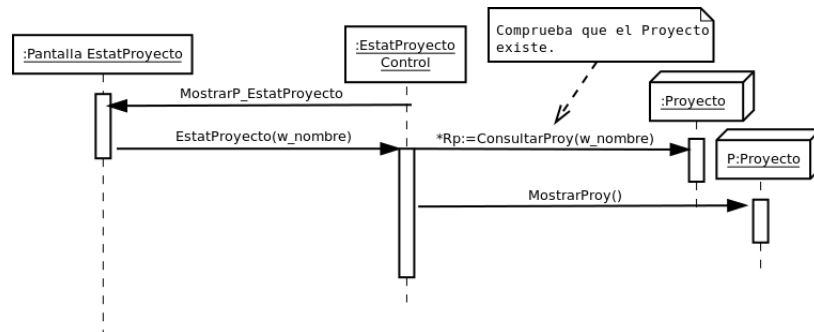 Comprueba que el Proyecto
existe.
:Pantalla EstatProyecto
:EstatProyecto
Control
:Proyecto
MostrarP_EstatProyecto
EstatProyecto(w_nombre)
*Rp:=ConsultarProy(w_nombre)
P:Proyecto
MostrarProy()